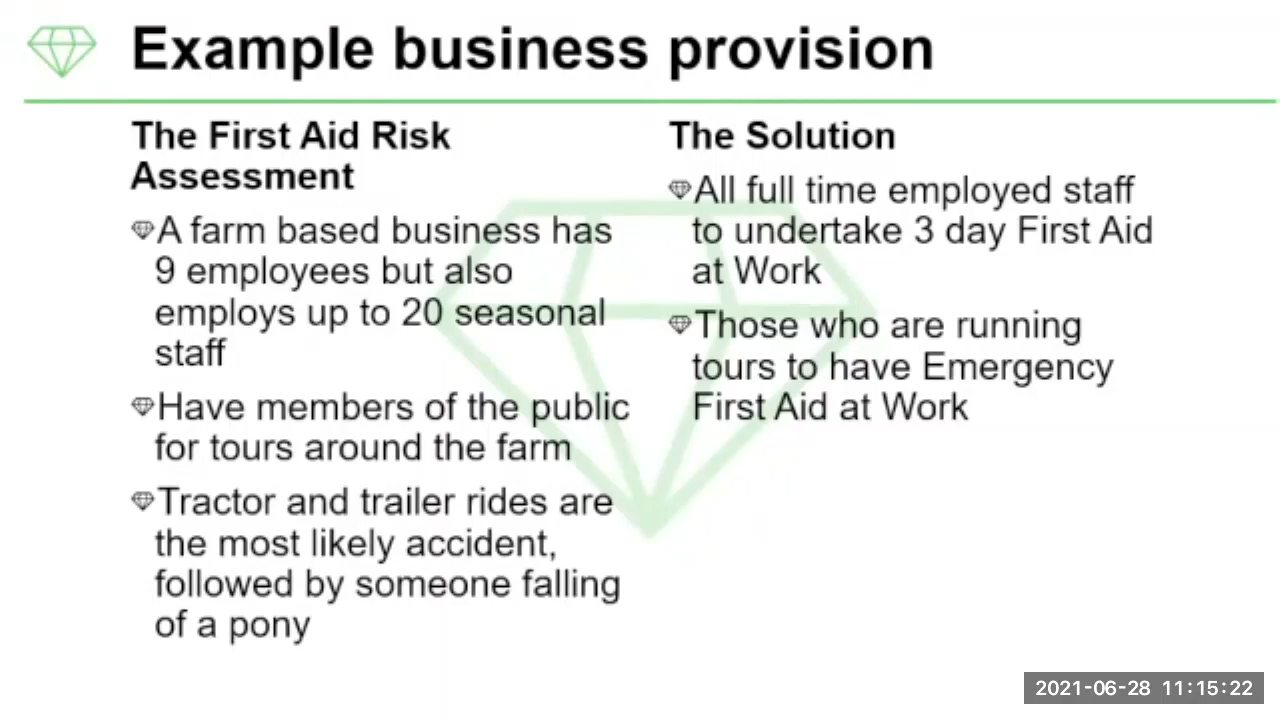 Example business provision
The First Aid Risk
Assessment
A farm based business has
9 employees but also
employs up to 20 seasonal
staff
Have members of the public
for tours around the farm
Tractor and trailer rides are
the most likely accident,
followed by someone falling
of a pony
The Solution
All full time employed staff
to undertake 3 day First Aid
at Work
Those who are running
tours to have Emergency
First Aid at Work
2021-06-28 11:15:22